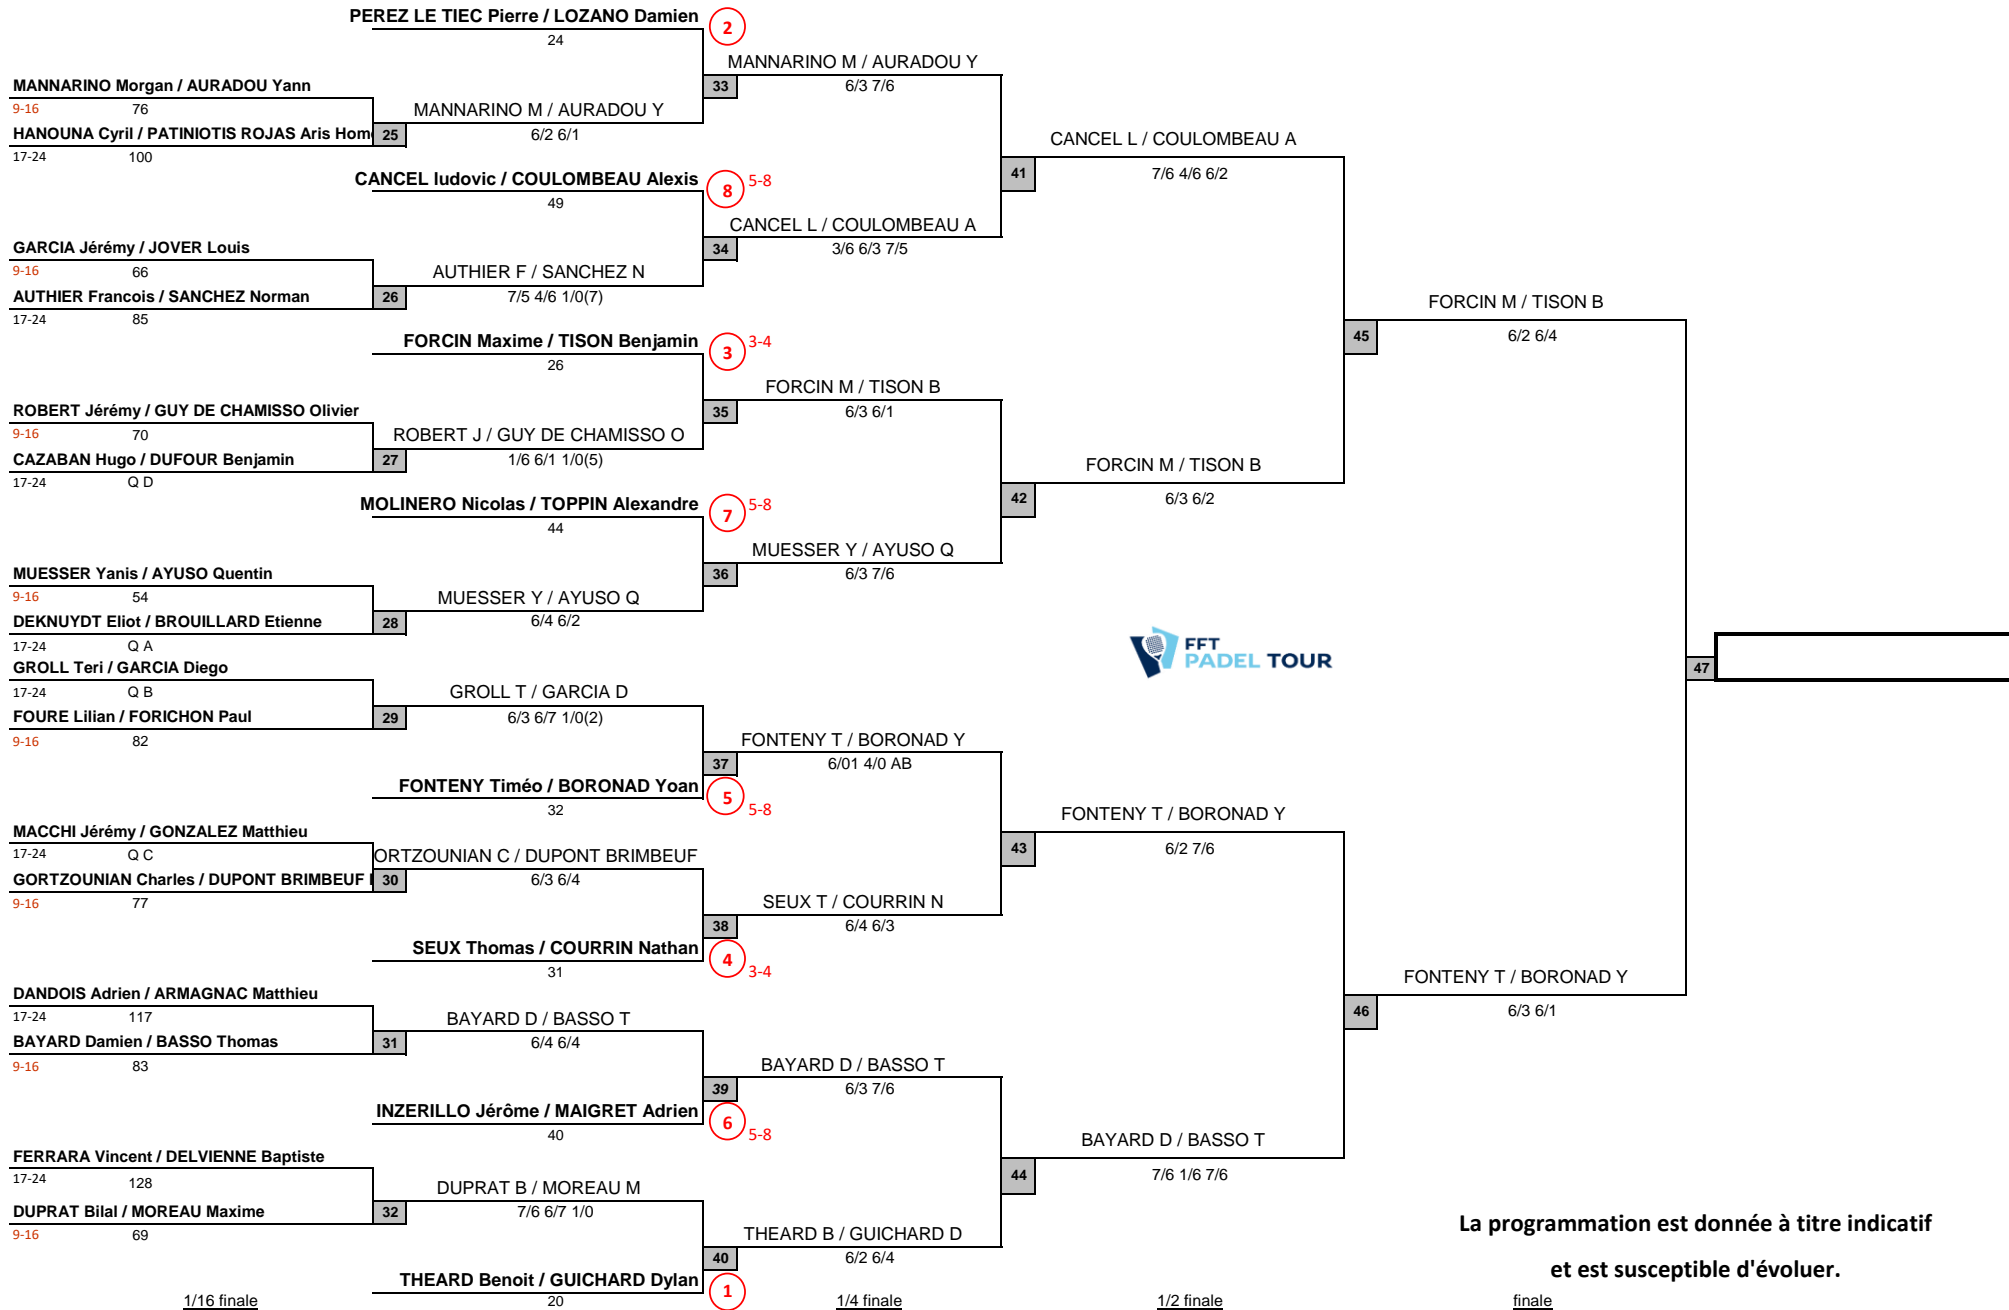 PEREZ LE TIEC Pierre / LOZANO Damien
2
24
MANNARINO M / AURADOU Y
33
6/3 7/6
MANNARINO Morgan / AURADOU Yann
9-16 76
MANNARINO M / AURADOU Y
HANOUNA Cyril / PATINIOTIS ROJAS Aris Hom
25
6/2 6/1
17-24 100
CANCEL L / COULOMBEAU A
41
7/6 4/6 6/2
CANCEL ludovic / COULOMBEAU Alexis
8
5-8
49
CANCEL L / COULOMBEAU A
34
3/6 6/3 7/5
GARCIA Jérémy / JOVER Louis
9-16 66
AUTHIER F / SANCHEZ N
AUTHIER Francois / SANCHEZ Norman
26
7/5 4/6 1/0(7)
17-24 85
FORCIN M / TISON B
45
6/2 6/4
FORCIN Maxime / TISON Benjamin
3
3-4
26
FORCIN M / TISON B
35
6/3 6/1
ROBERT Jérémy / GUY DE CHAMISSO Olivier
9-16 70
ROBERT J / GUY DE CHAMISSO O
CAZABAN Hugo / DUFOUR Benjamin
27
1/6 6/1 1/0(5)
17-24 Q D
FORCIN M / TISON B
42
6/3 6/2
MOLINERO Nicolas / TOPPIN Alexandre
7
5-8
44
MUESSER Y / AYUSO Q
36
6/3 7/6
MUESSER Yanis / AYUSO Quentin
9-16 54
MUESSER Y / AYUSO Q
DEKNUYDT Eliot / BROUILLARD Etienne
28
6/4 6/2
17-24 Q A
FFT
PADEL TOUR
47
GROLL Teri / GARCIA Diego
17-24 Q B
GROLL T / GARCIA D
FOURE Lilian / FORICHON Paul
29
6/3 6/7 1/0(2)
9-16 82
FONTENY T / BORONAD Y
37
6/01 4/0 AB
FONTENY Timéo / BORONAD Yoan
5
5-8
32
FONTENY T / BORONAD Y
43
6/2 7/6
MACCHI Jérémy / GONZALEZ Matthieu
17-24 Q C
ORTZOUNIAN C / DUPONT BRIMBEUF
GORTZOUNIAN Charles / DUPONT BRIMBEUF
30
6/3 6/4
9-16 77
SEUX T / COURRIN N
38
6/4 6/3
SEUX Thomas / COURRIN Nathan
4
3-4
31
FONTENY T / BORONAD Y
46
6/3 6/1
DANDOIS Adrien / ARMAGNAC Matthieu
17-24 117
BAYARD D / BASSO T
BAYARD Damien / BASSO Thomas
31
6/4 6/4
9-16 83
BAYARD D / BASSO T
39
6/3 7/6
INZERILLO Jérôme / MAIGRET Adrien
6
5-8
40
BAYARD D / BASSO T
44
7/6 1/6 7/6
FERRARA Vincent / DELVIENNE Baptiste
17-24 128
DUPRAT B / MOREAU M
DUPRAT Bilal / MOREAU Maxime
32
7/6 6/7 1/0
9-16 69
THEARD B / GUICHARD D
40
6/2 6/4
THEARD Benoit / GUICHARD Dylan
1
20
La programmation est donnée à titre indicatif
et est susceptible d'évoluer.
1/16 finale
1/4 finale
1/2 finale
finale